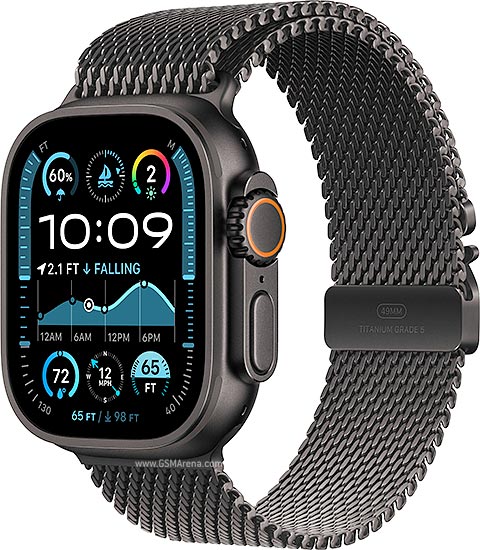 FT
M
60%
2
10:09
2.1 FT ↓ FALLING
12AM 6AM 12PM 6PM
72
N
12
MPH
65
FT
130
65 FT / 98 FT
40
49MM
TITANIUM GRADE 5
www.GSMArena.com